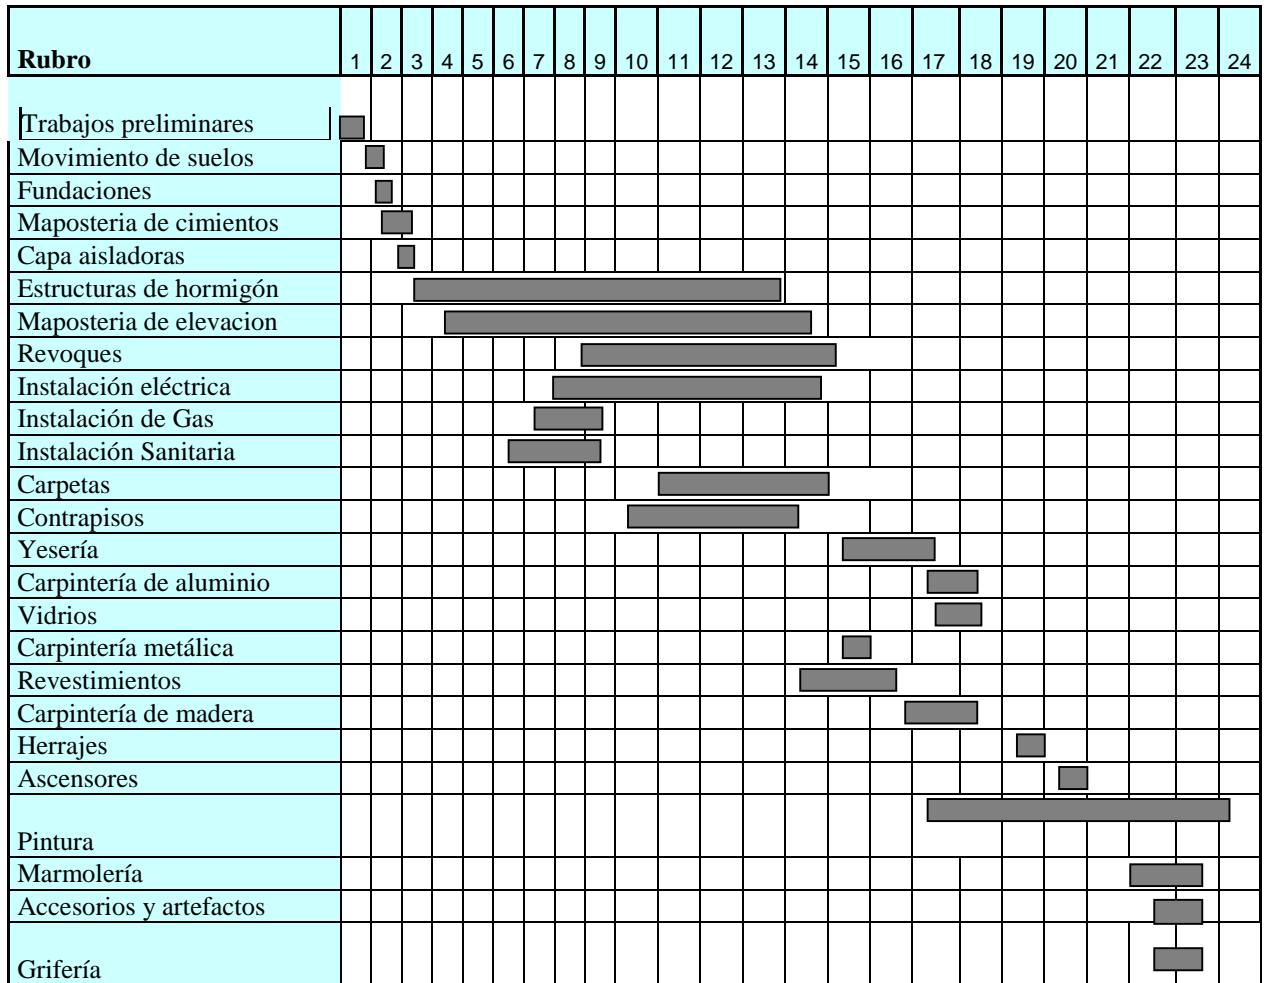 Rubro 1 2 3 4 5 6 7 8 9 10 11 12 13 14 15 16 17 18 19 20 21 22 23 24
Trabajos preliminares
Movimiento de suelos
Fundaciones
Maposteria de cimientos
Capa aisladoras
Estructuras de hormigón
Maposteria de elevacion
Revoques
Instalación eléctrica
Instalación de Gas
Instalación Sanitaria
Carpetas
Contrapisos
Yesería
Carpintería de aluminio
Vidrios
Carpintería metálica
Revestimientos
Carpintería de madera
Herrajes
Ascensores
Pintura
Marmolería
Accesorios y artefactos
Grifería